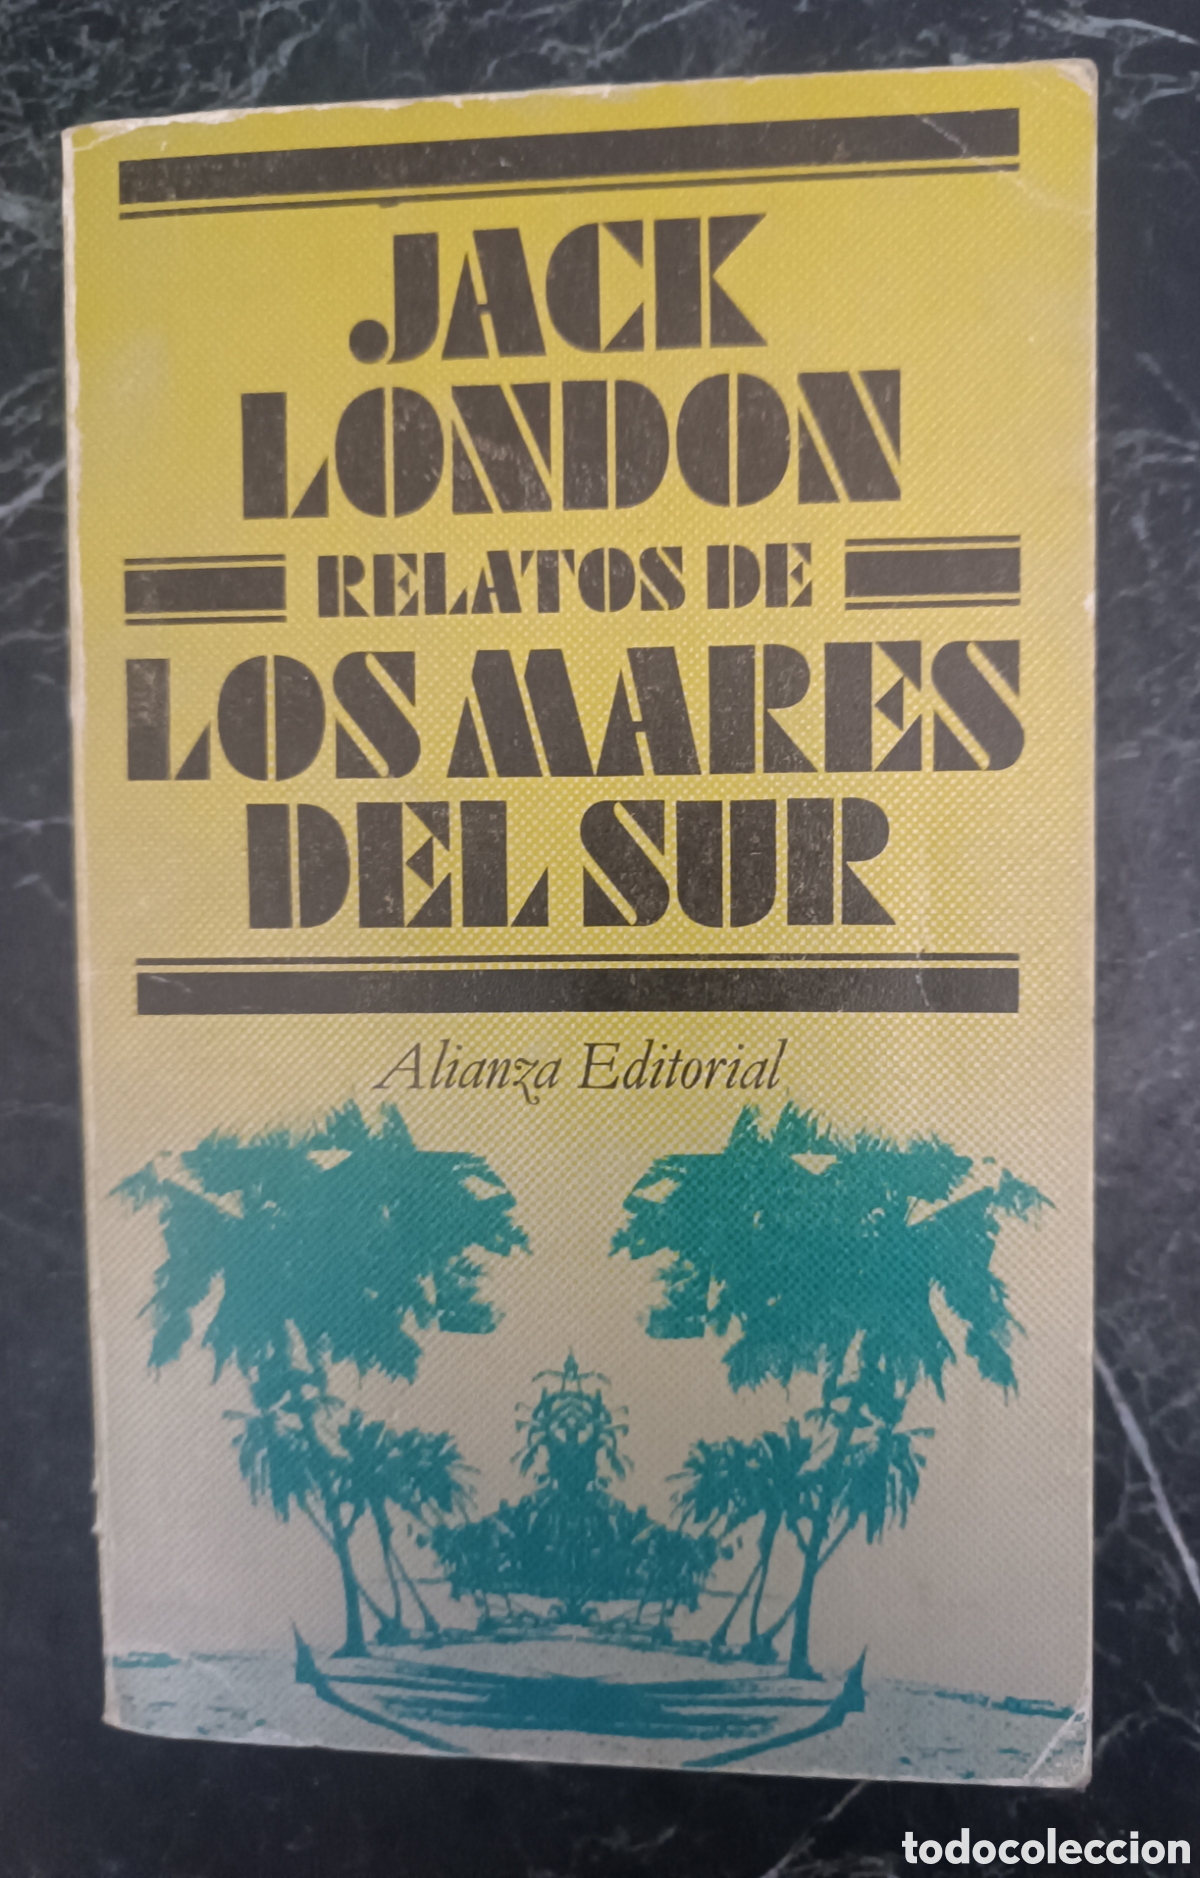 JACK
LONDON
RELATOS DE
LOS MARES
DEL SUR
Alianza Editorial
todocoleccion